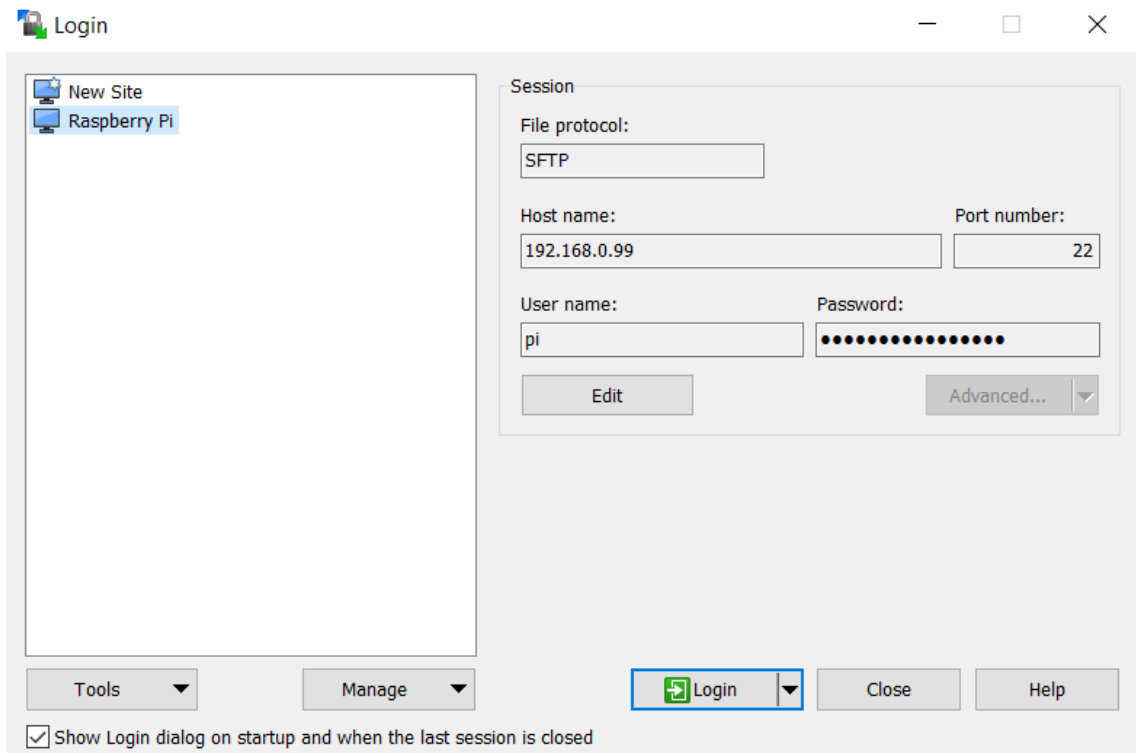 Login
New Site
Raspberry Pi
Session
File protocol:
SFTP
Host name: Port number:
192.168.0.99 22
User name: Password:
pi ••••••••••••••••
Edit Advanced...
Tools Manage Login Close Help
Show Login dialog on startup and when the last session is closed